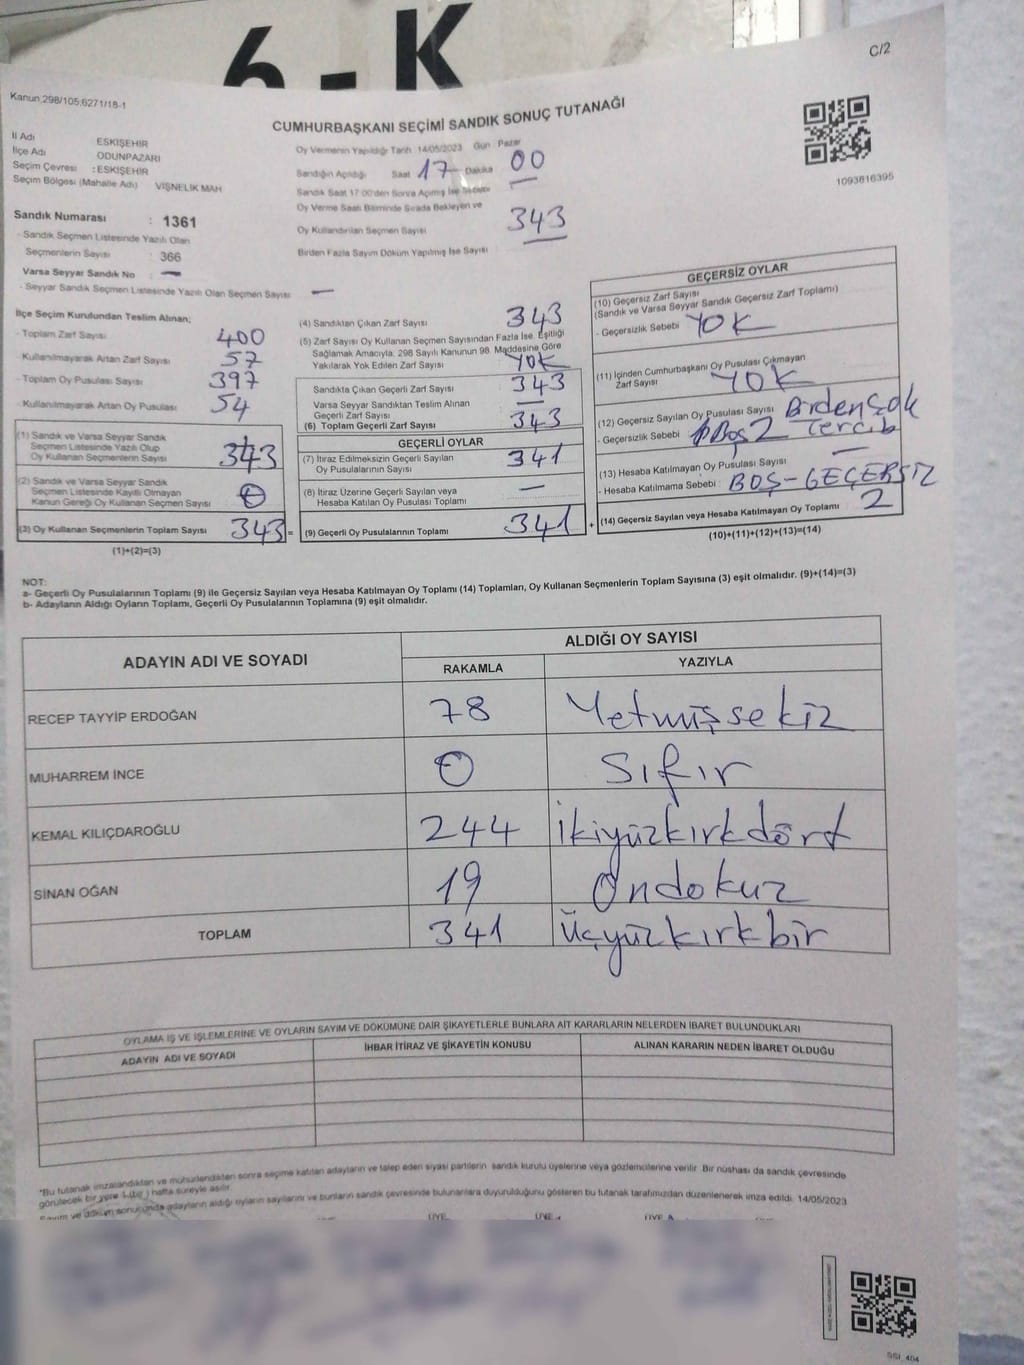 6-K
C/2
Kanun 298/105;6271/18-1
CUMHURBAŞKANI SEÇİMİ SANDIK SONUÇ TUTANAĞI
1093816395
İl Adı ESKİŞEHİR
İlçe Adı ODUNPAZARI
Seçim Çevresi : ESKİŞEHİR
Seçim Bölgesi (Mahalle Adı) VİŞNELİK MAH
Sandık Numarası : 1361
- Sandık Seçmen Listesinde Yazılı Olan
Seçmenlerin Sayısı : 366
Varsa Seyyar Sandık No —
- Seyyar Sandık Seçmen Listesinde Yazılı Olan Seçmen Sayısı —
Oy Vermenin Yapıldığı Tarih 14/05/2023 Gün Pazar
Sandığın Açıldığı Saat 17 Dakika 00
Sandık Saat 17:00'den Sonra Açılmış İse Sebebi —
Oy Verme Saati Bitiminde Sırada Bekleyen ve
Oy Kullandırılan Seçmen Sayısı 343
Birden Fazla Sayım Döküm Yapılmış İse Sayısı —
İlçe Seçim Kurulundan Teslim Alınan;
- Toplam Zarf Sayısı 400
- Kullanılmayarak Artan Zarf Sayısı 57
- Toplam Oy Pusulası Sayısı 397
- Kullanılmayarak Artan Oy Pusulası 54
(1) Sandık ve Varsa Seyyar Sandık
Seçmen Listesinde Yazılı Olup
Oy Kullanan Seçmenlerin Sayısı 343
(2) Sandık ve Varsa Seyyar Sandık
Seçmen Listesinde Kayıtlı Olmayan
Kanun Gereği Oy Kullanan Seçmen Sayısı 0
(3) Oy Kullanan Seçmenlerin Toplam Sayısı 343 =
(1)+(2)=(3)
(4) Sandıktan Çıkan Zarf Sayısı 343
(5) Zarf Sayısı Oy Kullanan Seçmen Sayısından Fazla İse, Eşitliği
Sağlamak Amacıyla, 298 Sayılı Kanunun 98. Maddesine Göre
Yakılarak Yok Edilen Zarf Sayısı YOK
Sandıkta Çıkan Geçerli Zarf Sayısı 343
Varsa Seyyar Sandıktan Teslim Alınan
Geçerli Zarf Sayısı —
(6) Toplam Geçerli Zarf Sayısı 343
GEÇERLİ OYLAR
(7) İtiraz Edilmeksizin Geçerli Sayılan
Oy Pusulalarının Sayısı 341
(8) İtiraz Üzerine Geçerli Sayılan veya
Hesaba Katılan Oy Pusulası Toplamı —
(9) Geçerli Oy Pusulalarının Toplamı 341 +
GEÇERSİZ OYLAR
(10) Geçersiz Zarf Sayısı
(Sandık ve Varsa Seyyar Sandık Geçersiz Zarf Toplamı)
- Geçersizlik Sebebi YOK
(11) İçinden Cumhurbaşkanı Oy Pusulası Çıkmayan
Zarf Sayısı YOK
(12) Geçersiz Sayılan Oy Pusulası Sayısı Birden Çok
- Geçersizlik Sebebi Boş 2 Tercih
(13) Hesaba Katılmayan Oy Pusulası Sayısı —
- Hesaba Katılmama Sebebi : BOŞ-GEÇERSİZ
(14) Geçersiz Sayılan veya Hesaba Katılmayan Oy Toplamı 2
(10)+(11)+(12)+(13)=(14)
NOT:
a- Geçerli Oy Pusulalarının Toplamı (9) ile Geçersiz Sayılan veya Hesaba Katılmayan Oy Toplamı (14) Toplamları, Oy Kullanan Seçmenlerin Toplam Sayısına (3) eşit olmalıdır. (9)+(14)=(3)
b- Adayların Aldığı Oyların Toplamı, Geçerli Oy Pusulalarının Toplamına (9) eşit olmalıdır.
ADAYIN ADI VE SOYADI ALDIĞI OY SAYISI
RAKAMLA YAZIYLA
RECEP TAYYİP ERDOĞAN 78 Yetmişsekiz
MUHARREM İNCE 0 Sıfır
KEMAL KILIÇDAROĞLU 244 İkiyüzkırkdört
SİNAN OĞAN 19 Ondokuz
TOPLAM 341 Üçyüzkırkbir
OYLAMA İŞ VE İŞLEMLERİNE VE OYLARIN SAYIM VE DÖKÜMÜNE DAİR ŞİKAYETLERLE BUNLARA AİT KARARLARIN NELERDEN İBARET BULUNDUKLARI
ADAYIN ADI VE SOYADI İHBAR İTİRAZ VE ŞİKAYETİN KONUSU ALINAN KARARIN NEDEN İBARET OLDUĞU
*Bu tutanak imzalandıktan ve mühürlendikten sonra seçime katılan adayların ve talep eden siyasi partilerin sandık kurulu üyelerine veya gözlemcilerine verilir. Bir nüshası da sandık çevresinde
görülecek bir yere 1 (bir) hafta süreyle asılır.
Sayım ve döküm sonucunda adayların aldığı oyların sayılarını ve bunların sandık çevresinde bulunanlara duyurulduğunu gösteren bu tutanak tarafımızdan düzenlenerek imza edildi. 14/05/2023
ÜYE ÜYE ÜYE